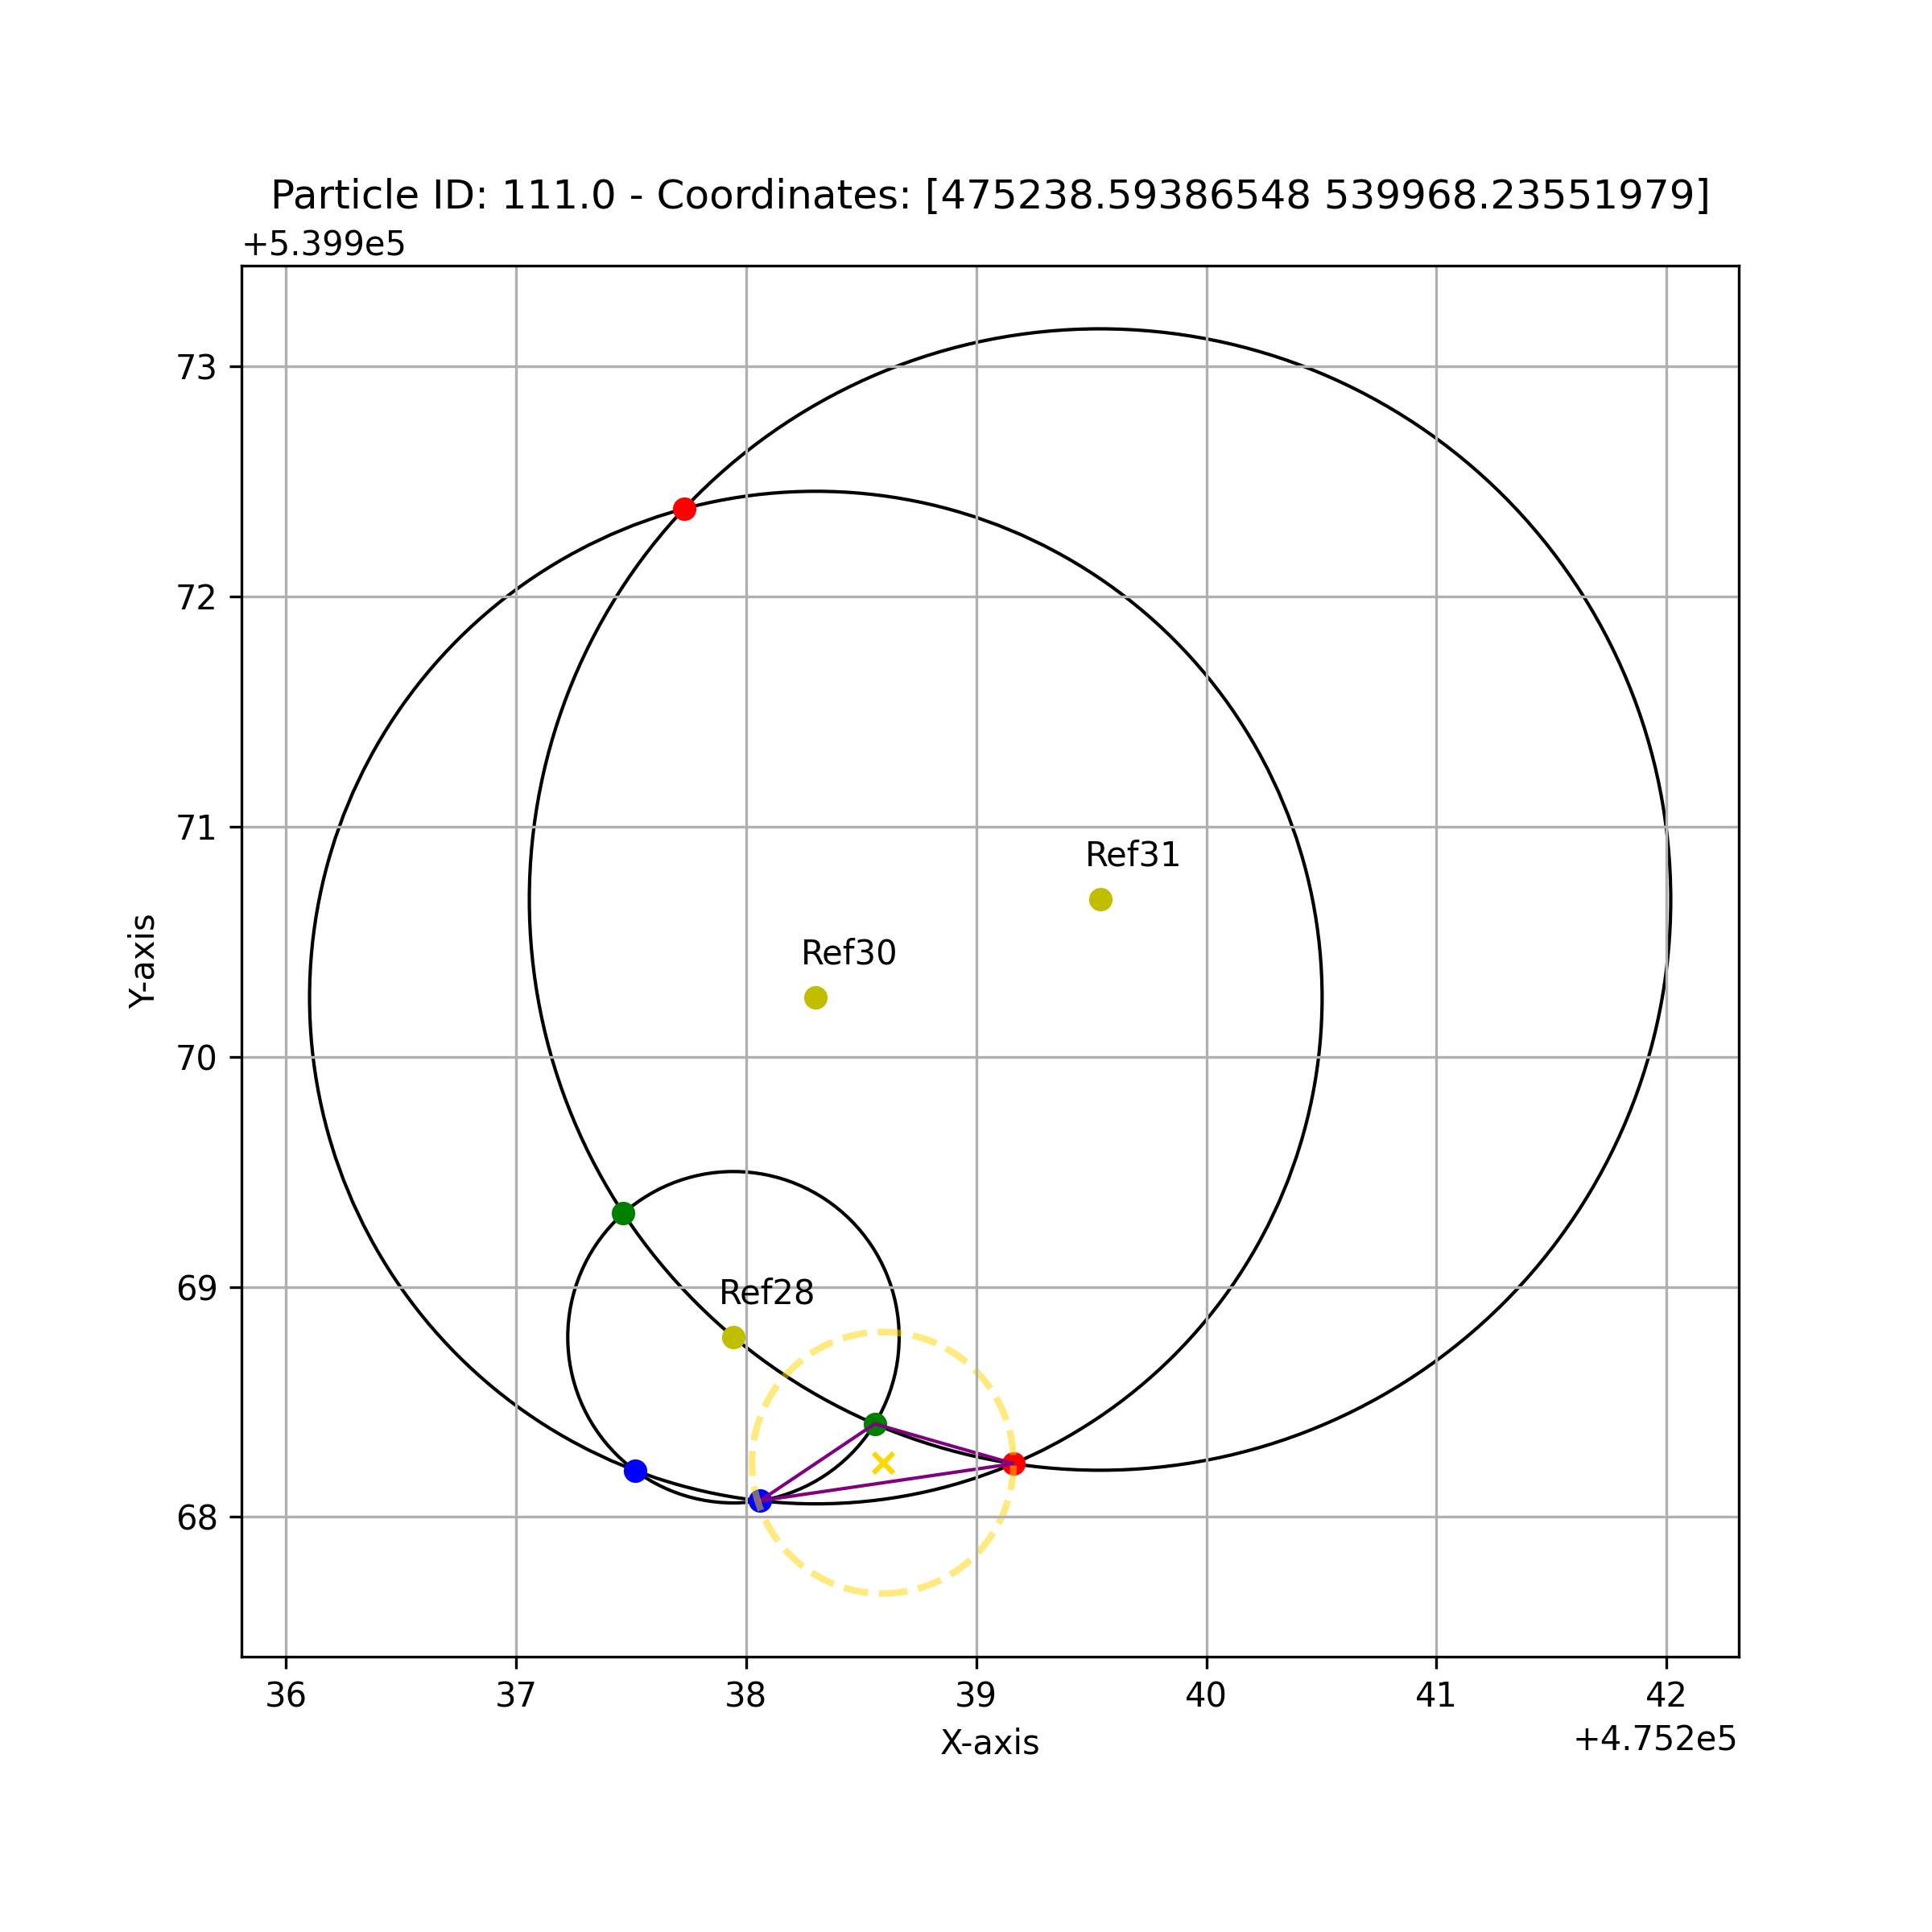 Particle ID: 111.0 - Coordinates: [475238.59386548 539968.23551979]
+5.399e5
73
72
71
70
69
68
Y-axis
Ref31
Ref30
Ref28
36 37 38 39 40 41 42
X-axis
+4.752e5